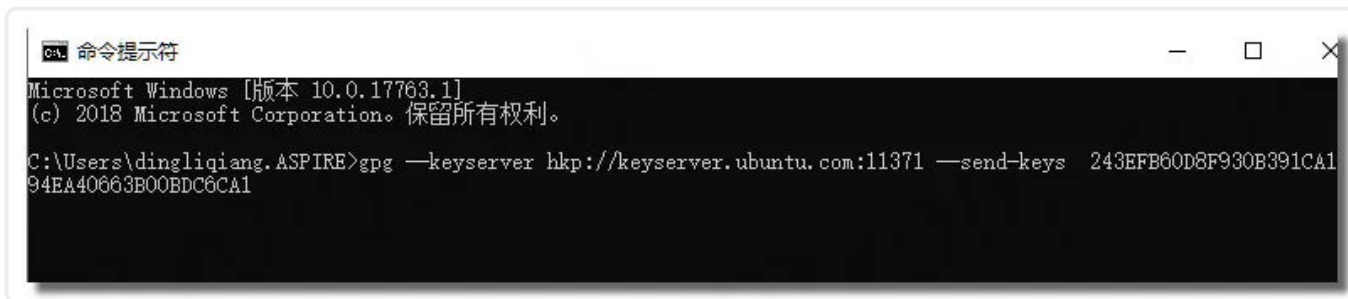 命令提示符
Microsoft Windows [版本 10.0.17763.1]
(c) 2018 Microsoft Corporation。保留所有权利。
C:\Users\dingliqiang.ASPIRE>gpg —keyserver hkp://keyserver.ubuntu.com:11371 —send-keys  243EFB60D8F930B391CA1
94EA40663B00BDC6CA1